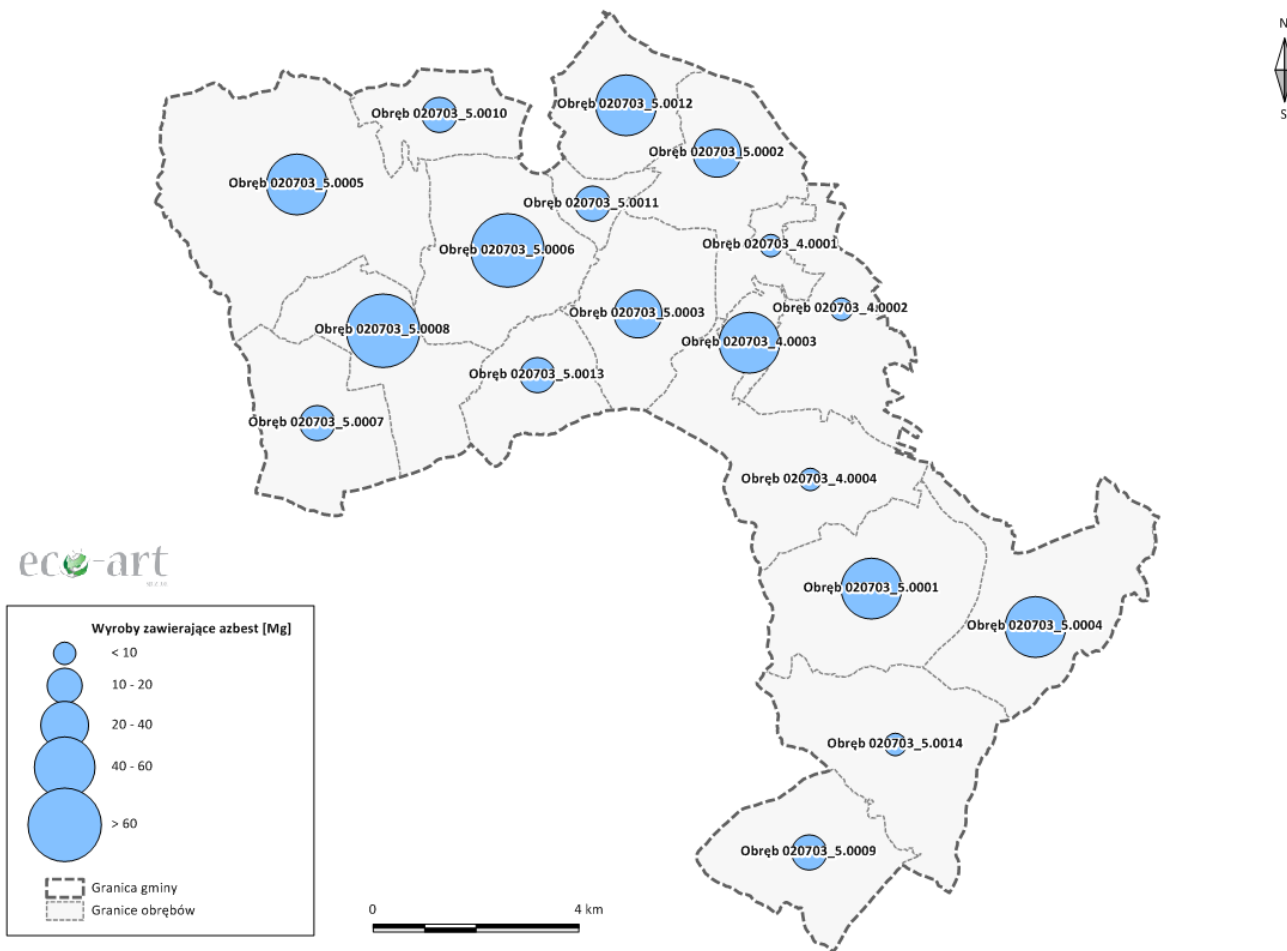 N
S
Obręb 020703_5.0012
Obręb 020703_5.0010
Obręb 020703_5.0002
Obręb 020703_5.0005
Obręb 020703_5.0011
Obręb 020703_4.0001
Obręb 020703_5.0006
Obręb 020703_4.0002
Obręb 020703_5.0003
Obręb 020703_5.0008
Obręb 020703_4.0003
Obręb 020703_5.0013
Obręb 020703_5.0007
Obręb 020703_4.0004
Obręb 020703_5.0001
Obręb 020703_5.0004
Obręb 020703_5.0014
Obręb 020703_5.0009
eco-art
Wyroby zawierające azbest [Mg]
< 10
10 - 20
20 - 40
40 - 60
> 60
Granica gminy
Granice obrębów
0 4 km